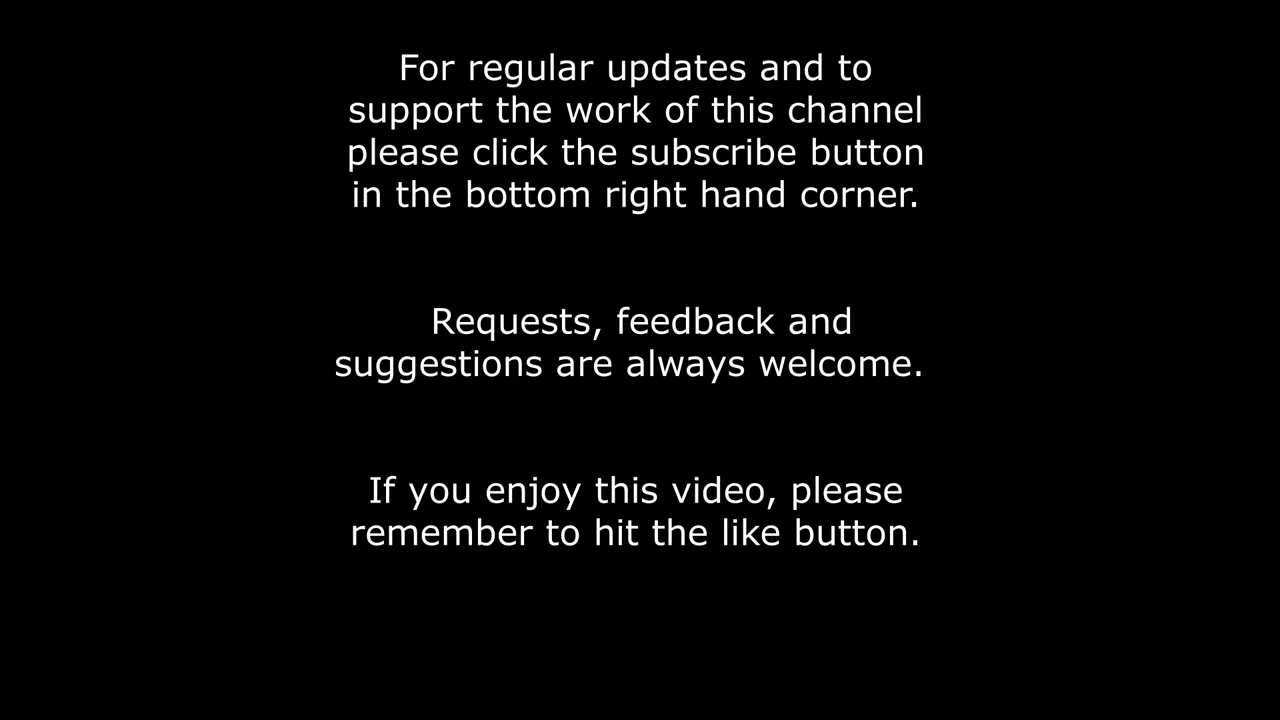 For regular updates and to
support the work of this channel
please click the subscribe button
in the bottom right hand corner.
Requests, feedback and
suggestions are always welcome.
If you enjoy this video, please
remember to hit the like button.